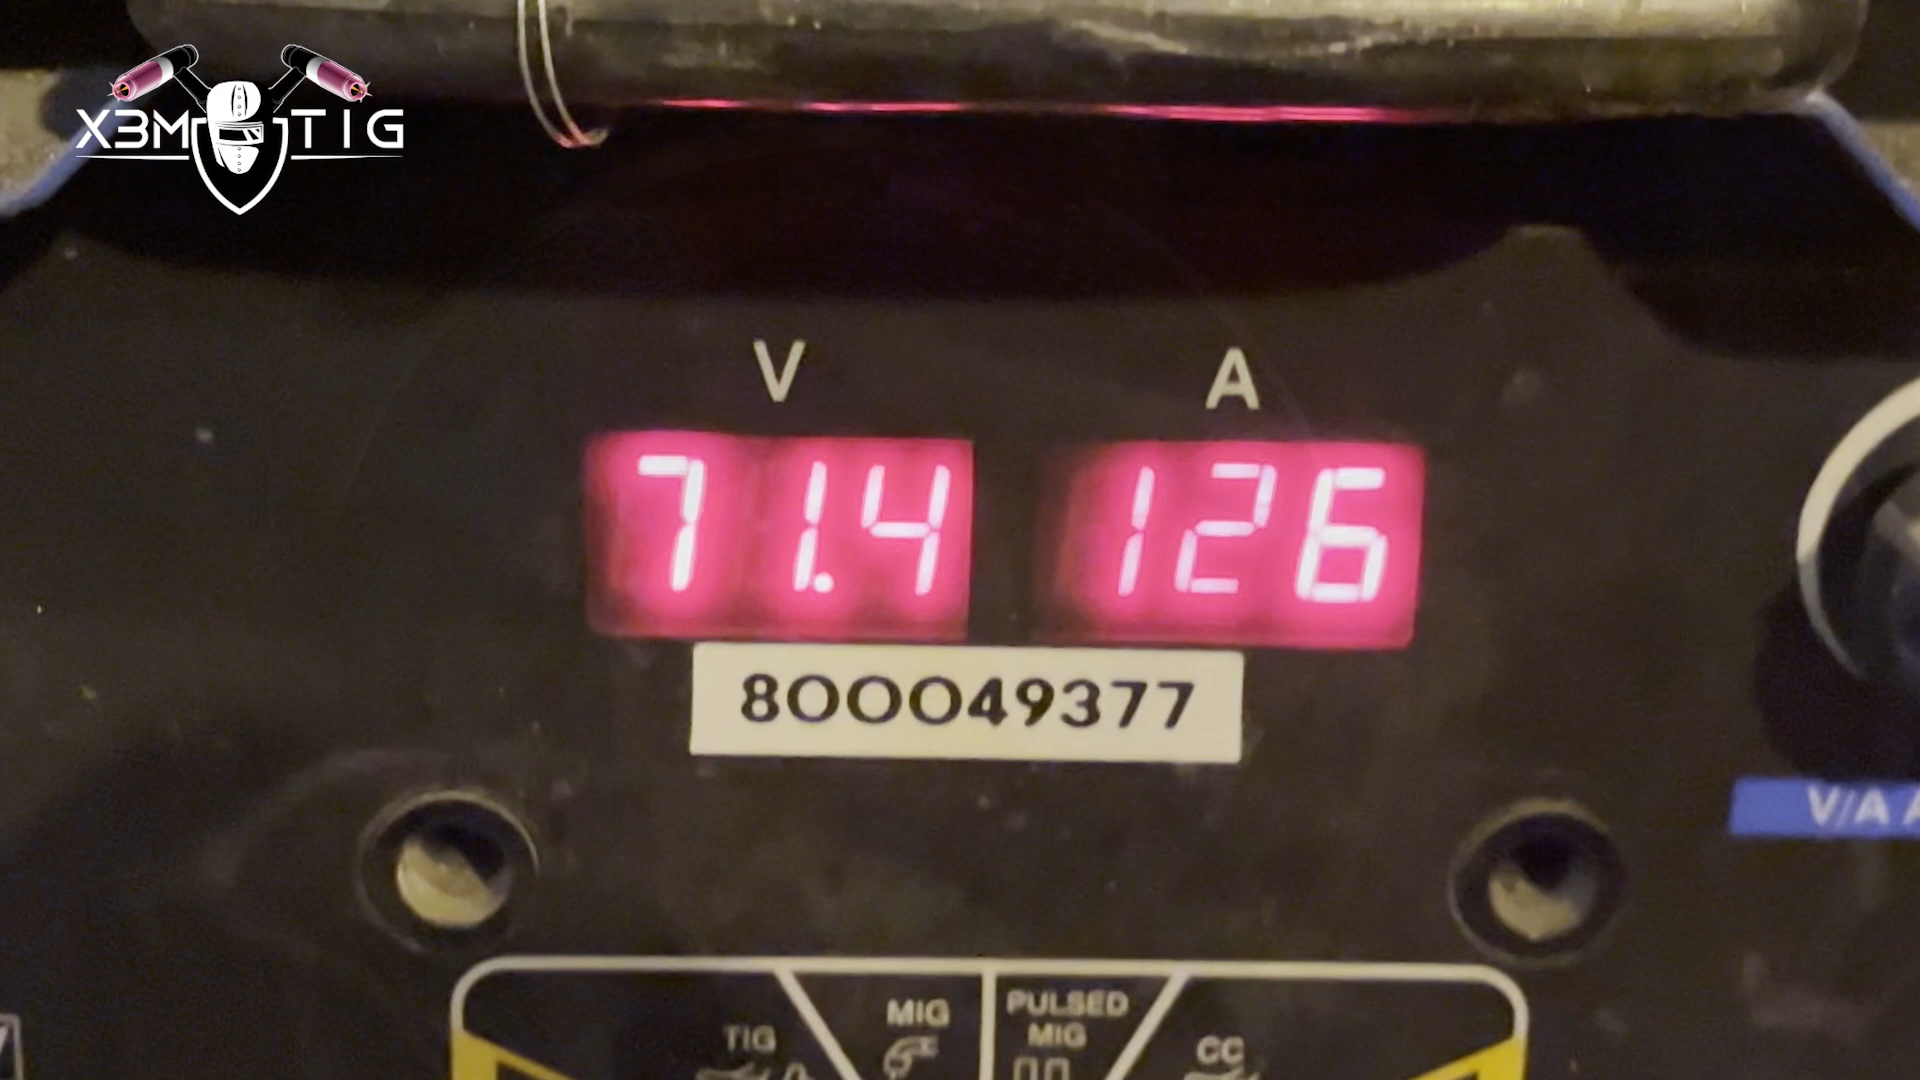 X3M TIG
V A
71.4 126
800049377
V/A
MIG PULSED
MIG
TIG CC